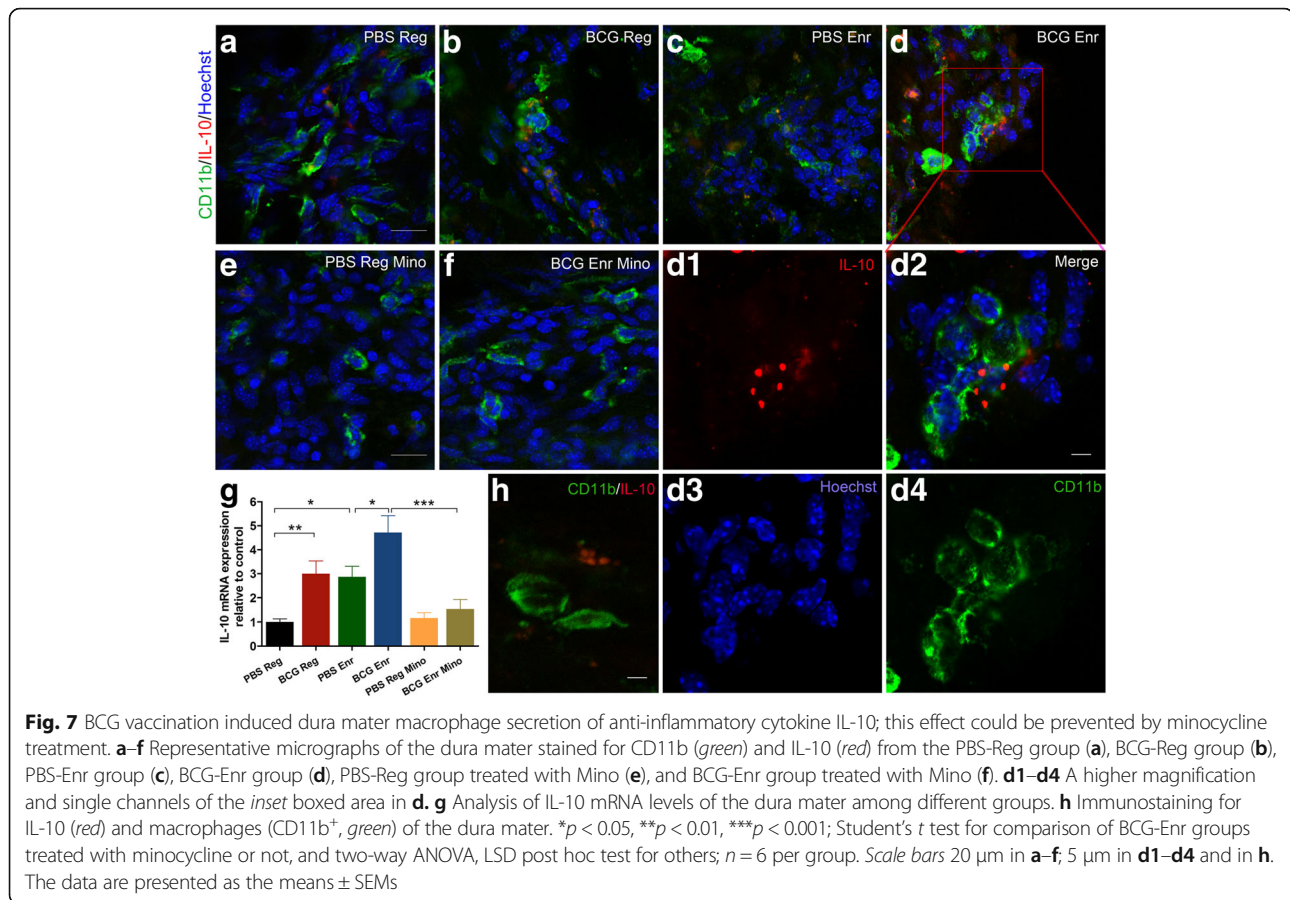 a PBS Reg
b BCG Reg
c PBS Enr
d BCG Enr
CD11b/IL-10/Hoechst
e PBS Reg Mino
f BCG Enr Mino
d1 IL-10
d2 Merge
g
IL-10 mRNA expression
relative to control
6
5
4
3
2
1
0
**
*
*
***
PBS Reg
BCG Reg
PBS Enr
BCG Enr
PBS Reg Mino
BCG Enr Mino
h CD11b/IL-10
d3 Hoechst
d4 CD11b
Fig. 7 BCG vaccination induced dura mater macrophage secretion of anti-inflammatory cytokine IL-10; this effect could be prevented by minocycline
treatment. a–f Representative micrographs of the dura mater stained for CD11b (green) and IL-10 (red) from the PBS-Reg group (a), BCG-Reg group (b),
PBS-Enr group (c), BCG-Enr group (d), PBS-Reg group treated with Mino (e), and BCG-Enr group treated with Mino (f). d1–d4 A higher magnification
and single channels of the inset boxed area in d. g Analysis of IL-10 mRNA levels of the dura mater among different groups. h Immunostaining for
IL-10 (red) and macrophages (CD11b⁺, green) of the dura mater. *p < 0.05, **p < 0.01, ***p < 0.001; Student's t test for comparison of BCG-Enr groups
treated with minocycline or not, and two-way ANOVA, LSD post hoc test for others; n = 6 per group. Scale bars 20 μm in a–f; 5 μm in d1–d4 and in h.
The data are presented as the means ± SEMs